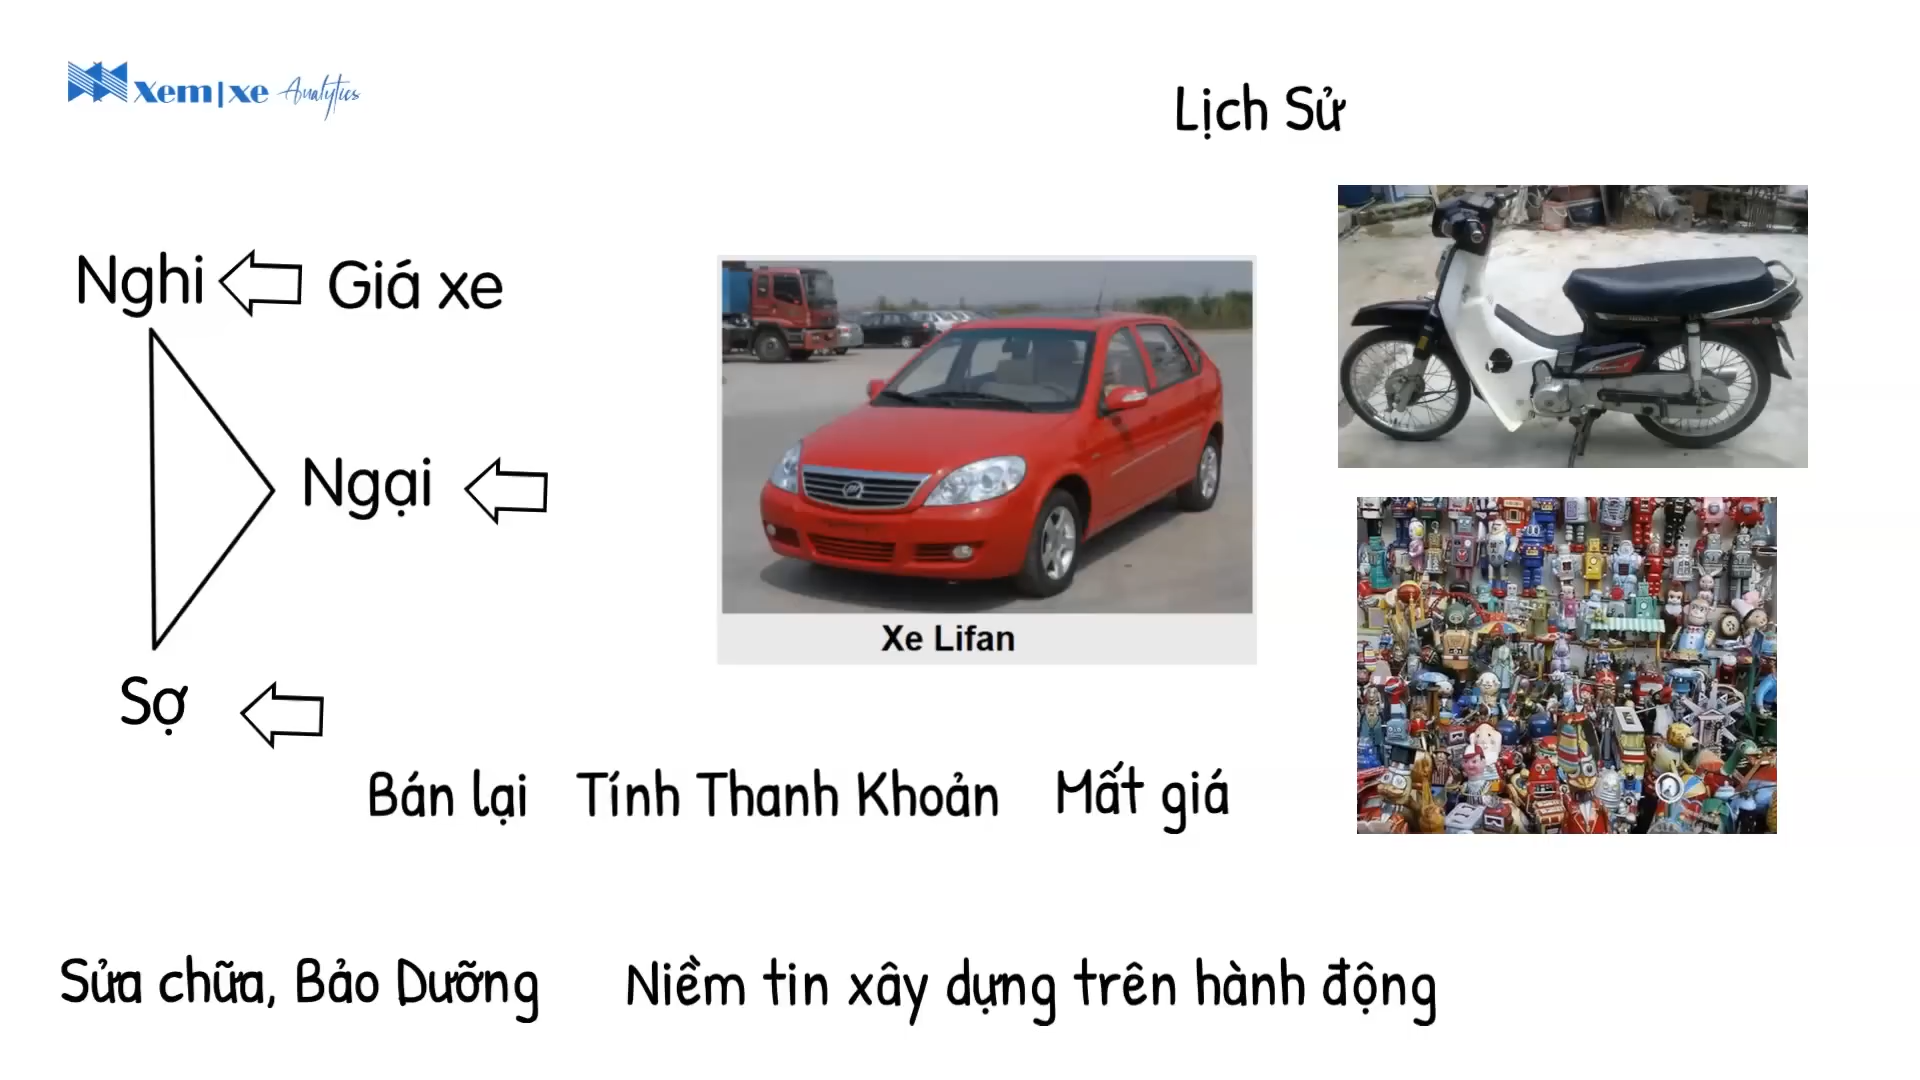 Xem|xe Analytics
Lịch Sử
Nghi
Giá xe
Ngại
Xe Lifan
Sợ
Bán lại
Tính Thanh Khoản
Mất giá
Sửa chữa, Bảo Dưỡng
Niềm tin xây dựng trên hành động